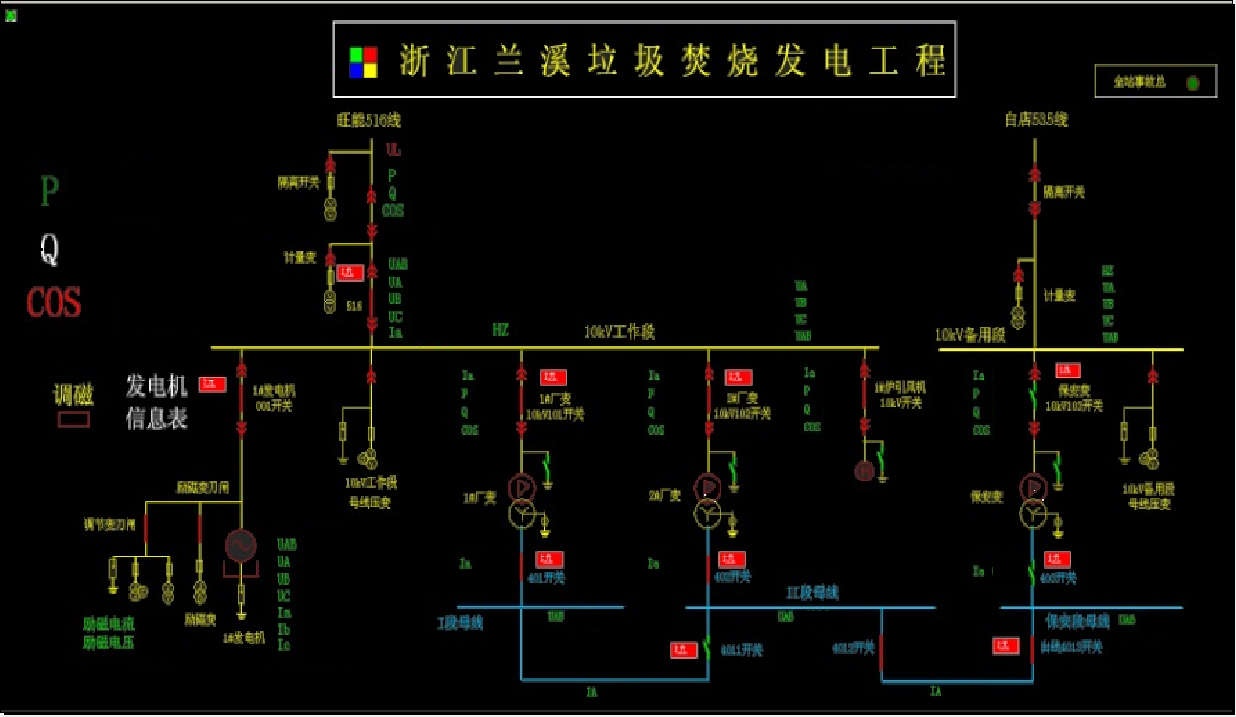 浙江兰溪垃圾焚烧发电工程
全站事故总
旺能516线
白店535线
UL
P
Q
COS
隔离开关
隔离开关
P
Q
COS
计量变
516
UAB
UA
UB
UC
Ia
UA
UB
UC
UAB
计量变
HZ
UA
UB
UC
UAB
HZ
10kV工作段
10kV备用段
调磁
发电机
信息表
1#发电机
001开关
Ia
P
Q
COS
1#厂变
10kV101开关
Ia
P
Q
COS
2#厂变
10kV102开关
Ia
P
Q
COS
1#炉引风机
10kV开关
Ia
P
Q
COS
保安变
10kV103开关
10kV工作段
母线压变
1#厂变
2#厂变
保安变
10kV备用段
母线压变
励磁变刀闸
调节变刀闸
UAB
UA
UB
UC
Ia
Ib
Ic
励磁电流
励磁电压
励磁变
1#发电机
Ia
401开关
Ia
402开关
Ia
403开关
I段母线
UAB
II段母线
UAB
保安段母线
UAB
4011开关
4012开关
出线4013开关
IA
IA